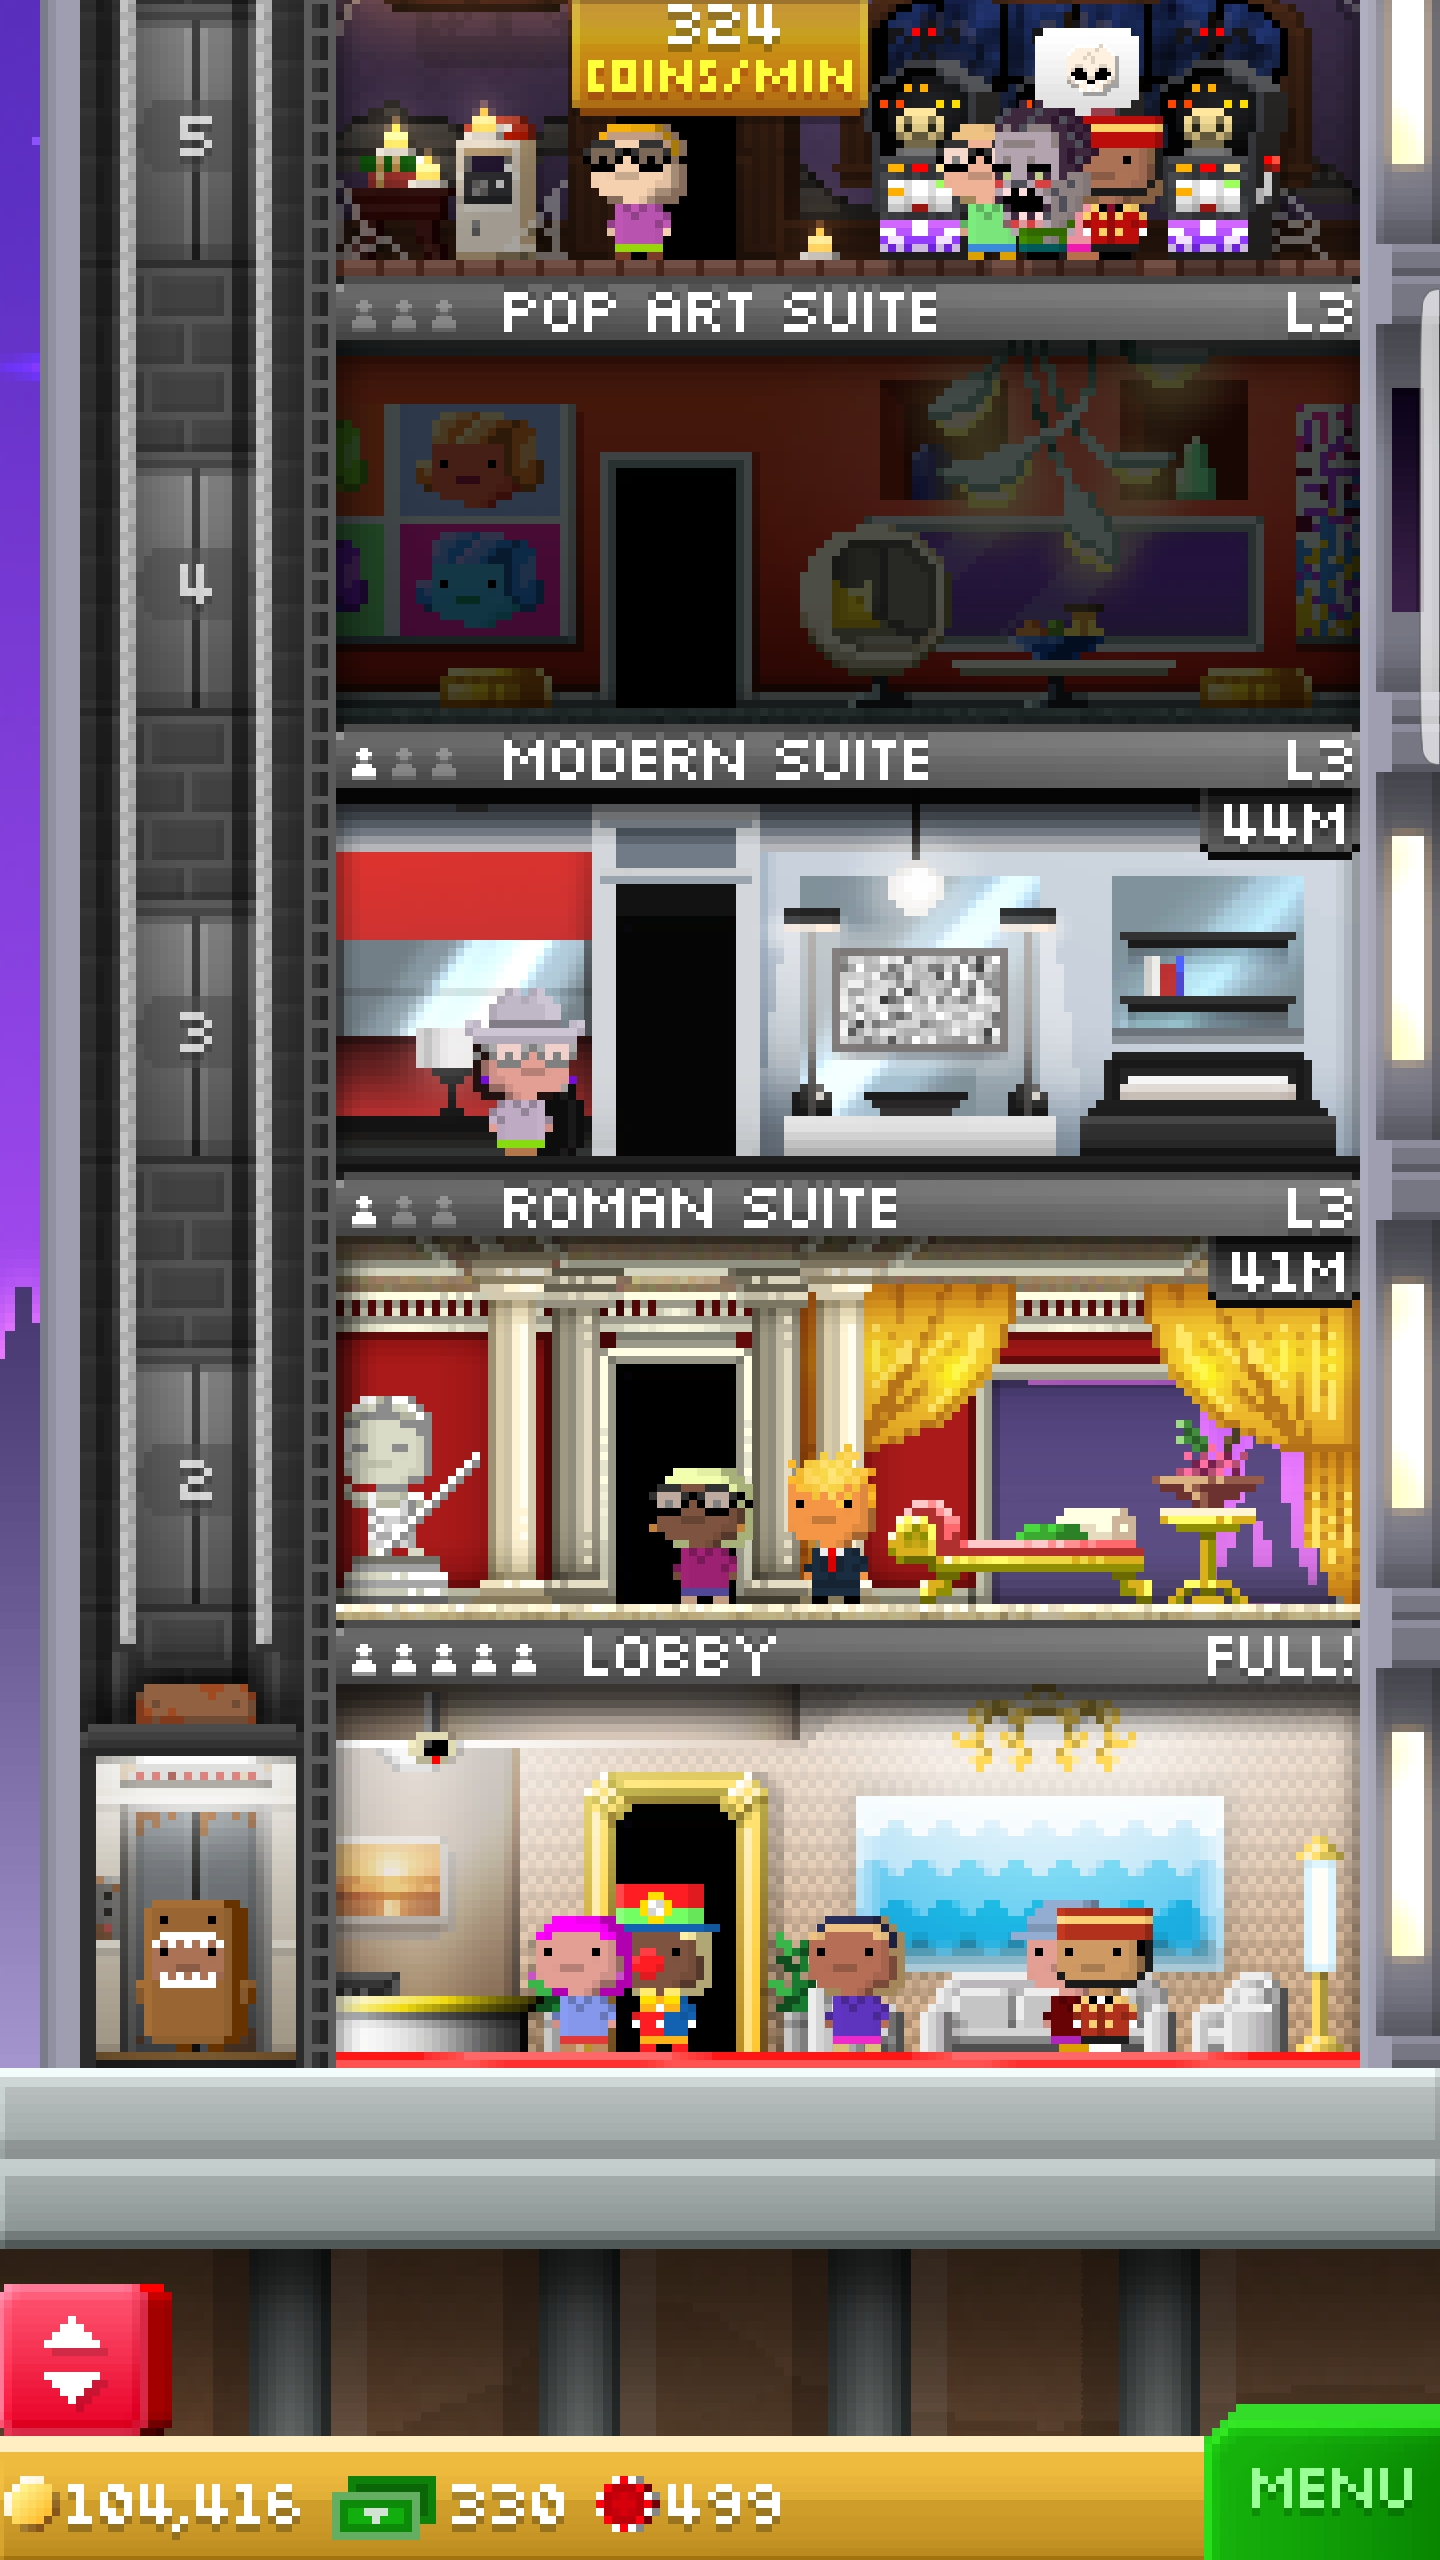 324
COINS/MIN
5
POP ART SUITE L3
4
MODERN SUITE L3
44M
3
ROMAN SUITE L3
41M
2
LOBBY FULL!
104,416 330 499
MENU